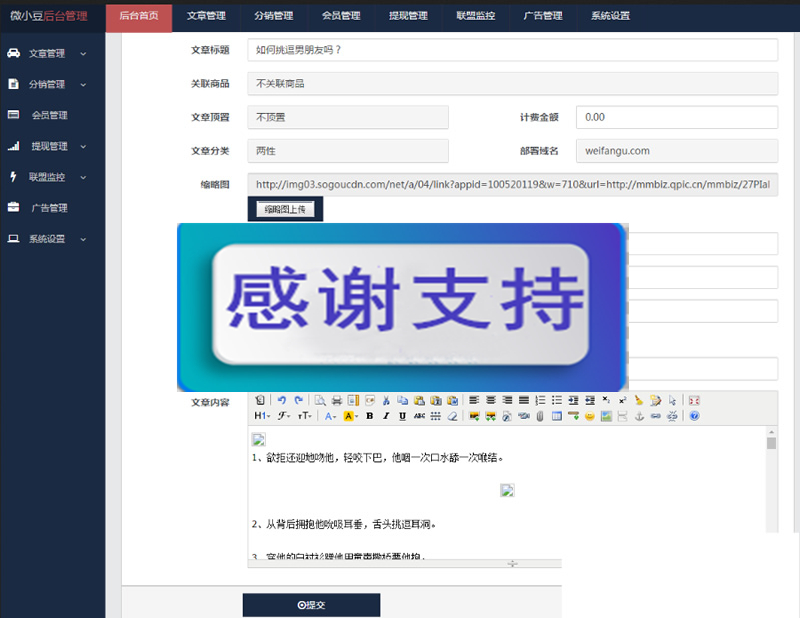 微小豆后台管理
后台首页 文章管理 分销管理 会员管理 提现管理 联盟监控 广告管理 系统设置
文章管理
分销管理
会员管理
提现管理
联盟监控
广告管理
系统设置
文章标题 如何挑逗男朋友吗？
关联商品 不关联商品
文章顶置 不顶置 计费金额 0.00
文章分类 两性 部署域名 weifangu.com
缩略图 http://img03.sogoucdn.com/net/a/04/link?appid=100520119&w=710&url=http://mmbiz.qpic.cn/mmbiz/27PIal
缩略图上传
感谢支持
文章内容
H1 F тT A A B I U ABC
1、欲拒还迎地吻他，轻咬下巴，他咽一次口水舔一次喉结。
2、从背后拥抱他吮吸耳垂，舌头挑逗耳洞。
提交